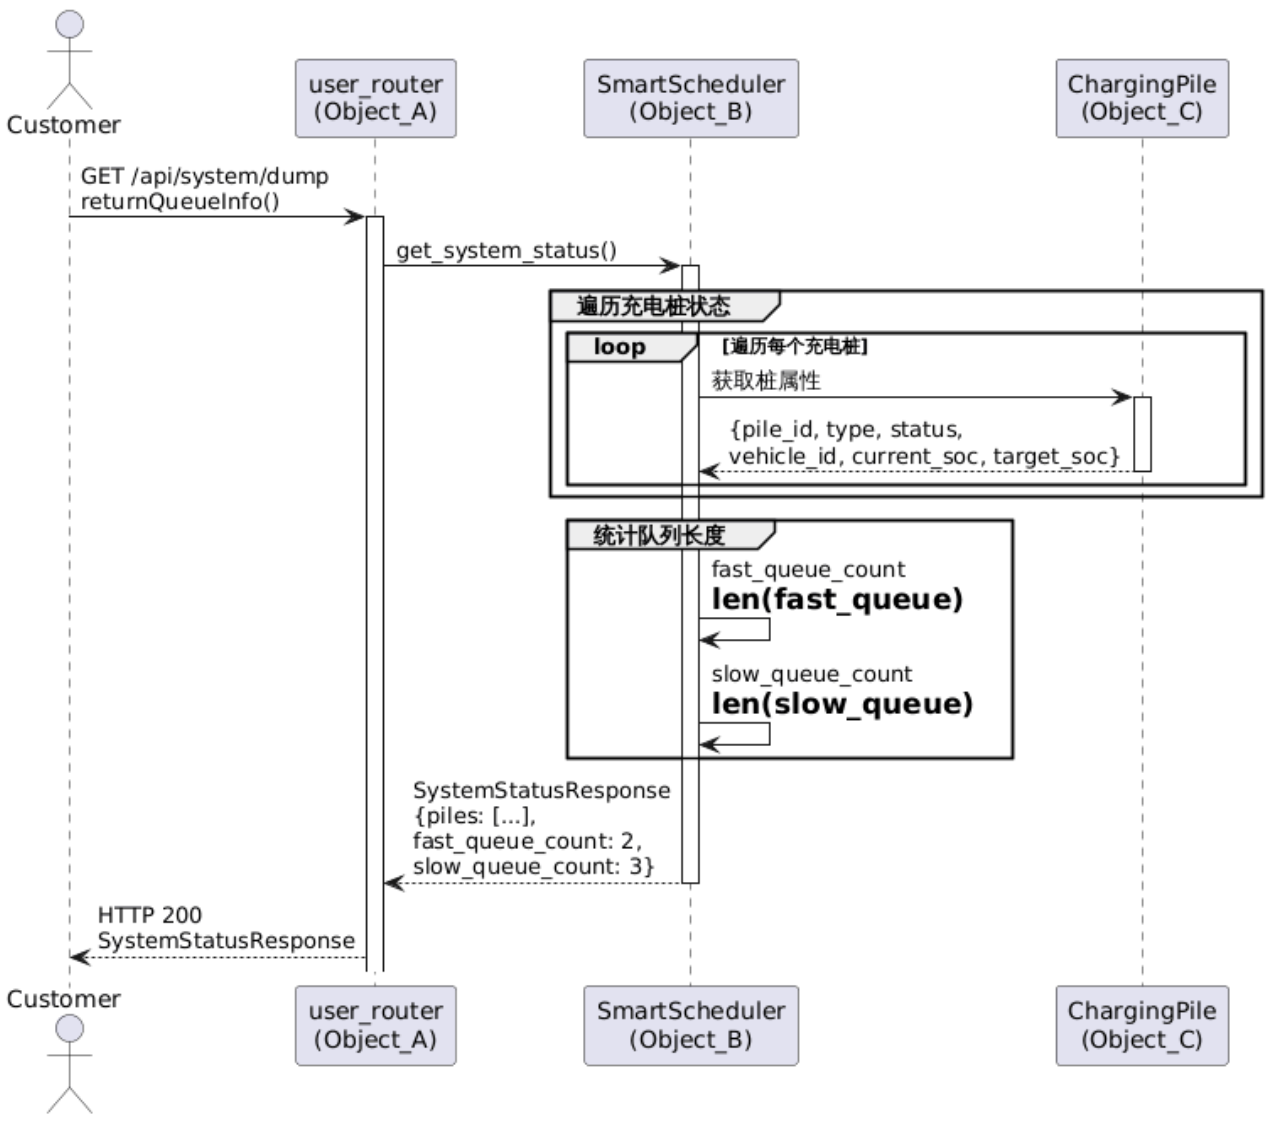 Customer
user_router
(Object_A)
SmartScheduler
(Object_B)
ChargingPile
(Object_C)
GET /api/system/dump
returnQueueInfo()
get_system_status()
遍历充电桩状态
loop
[遍历每个充电桩]
获取桩属性
{pile_id, type, status,
vehicle_id, current_soc, target_soc}
统计队列长度
fast_queue_count
len(fast_queue)
slow_queue_count
len(slow_queue)
SystemStatusResponse
{piles: [...],
fast_queue_count: 2,
slow_queue_count: 3}
HTTP 200
SystemStatusResponse
Customer
user_router
(Object_A)
SmartScheduler
(Object_B)
ChargingPile
(Object_C)